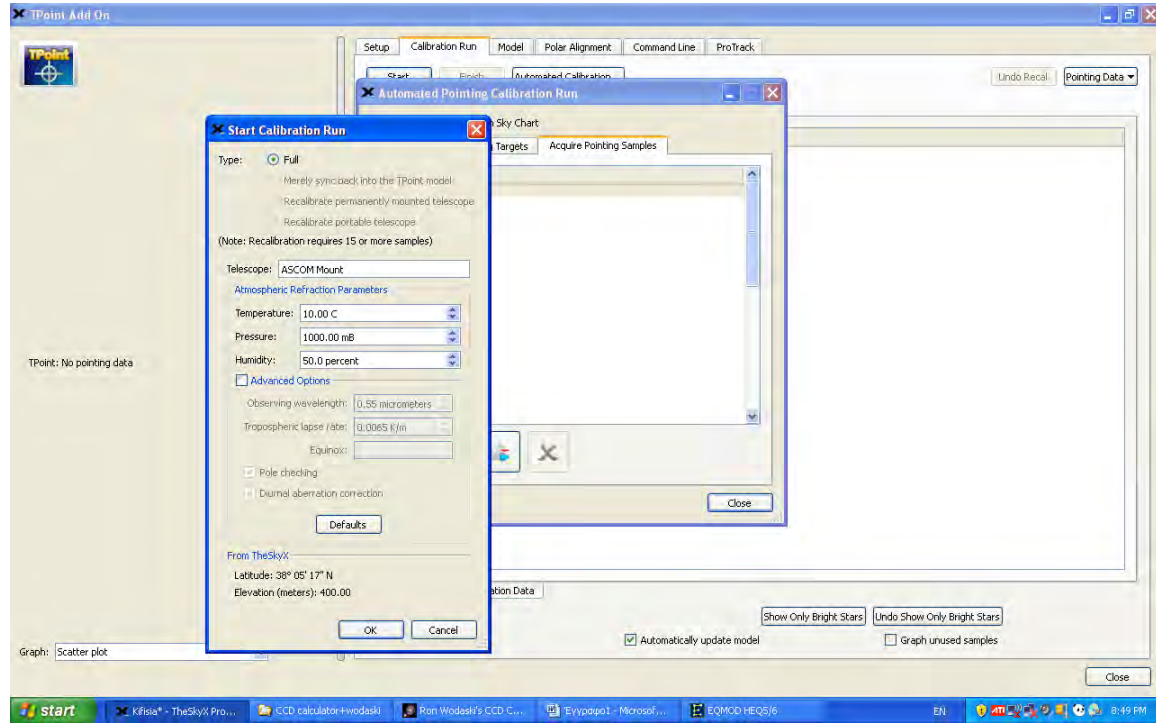 TPoint Add On
TPoint
Setup Calibration Run Model Polar Alignment Command Line ProTrack
Start Finish Automated Calibration Undo Recal Pointing Data
Automated Pointing Calibration Run
Sky Chart
Targets Acquire Pointing Samples
Start Calibration Run
Type: Full
Merely sync back into the TPoint model
Recalibrate permanently mounted telescope
Recalibrate portable telescope
(Note: Recalibration requires 15 or more samples)
Telescope: ASCOM Mount
Atmospheric Refraction Parameters
Temperature: 10.00 C
Pressure: 1000.00 mB
Humidity: 50.0 percent
Advanced Options
Observing wavelength: 0.55 micrometers
Tropospheric lapse rate: 0.0065 K/m
Equinox:
Pole checking
Diurnal aberration correction
Defaults
From TheSkyX
Latitude: 38° 05' 17" N
Elevation (meters): 400.00
OK Cancel
TPoint: No pointing data
Close
ation Data
Show Only Bright Stars Undo Show Only Bright Stars
Automatically update model Graph unused samples
Graph: Scatter plot
Close
start Kifisia* - TheSkyX Pro... CCD calculator+wodaski Ron Wodaski's CCD C... Έγγραφο1 - Microsof... EQMOD HEQ5/6 EN 8:49 PM